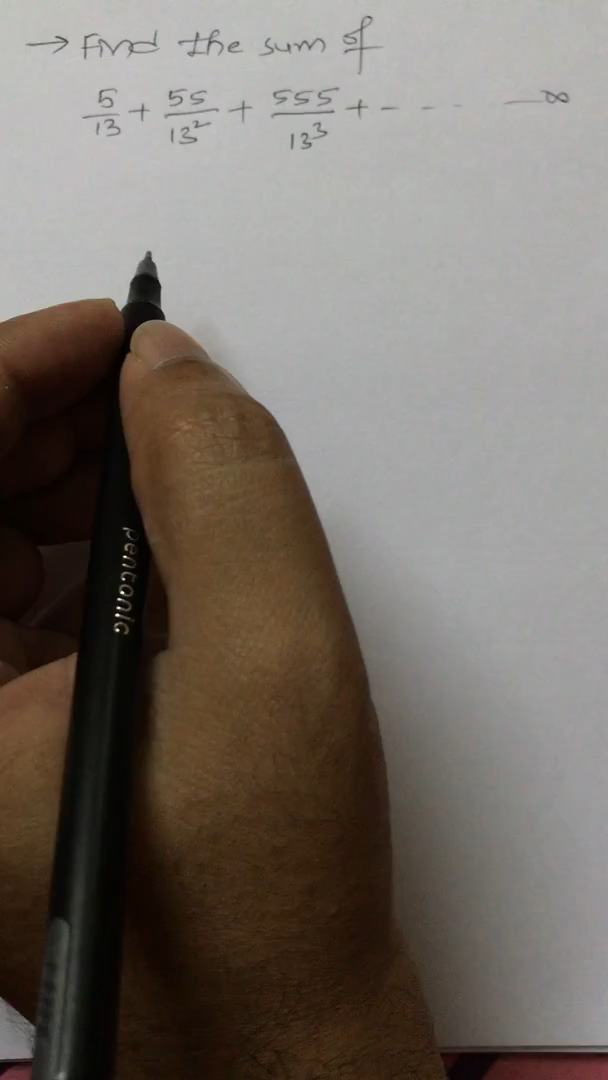 → Find the sum of
5/13 + 55/13² + 555/13³ + - - - - — ∞
pentonic